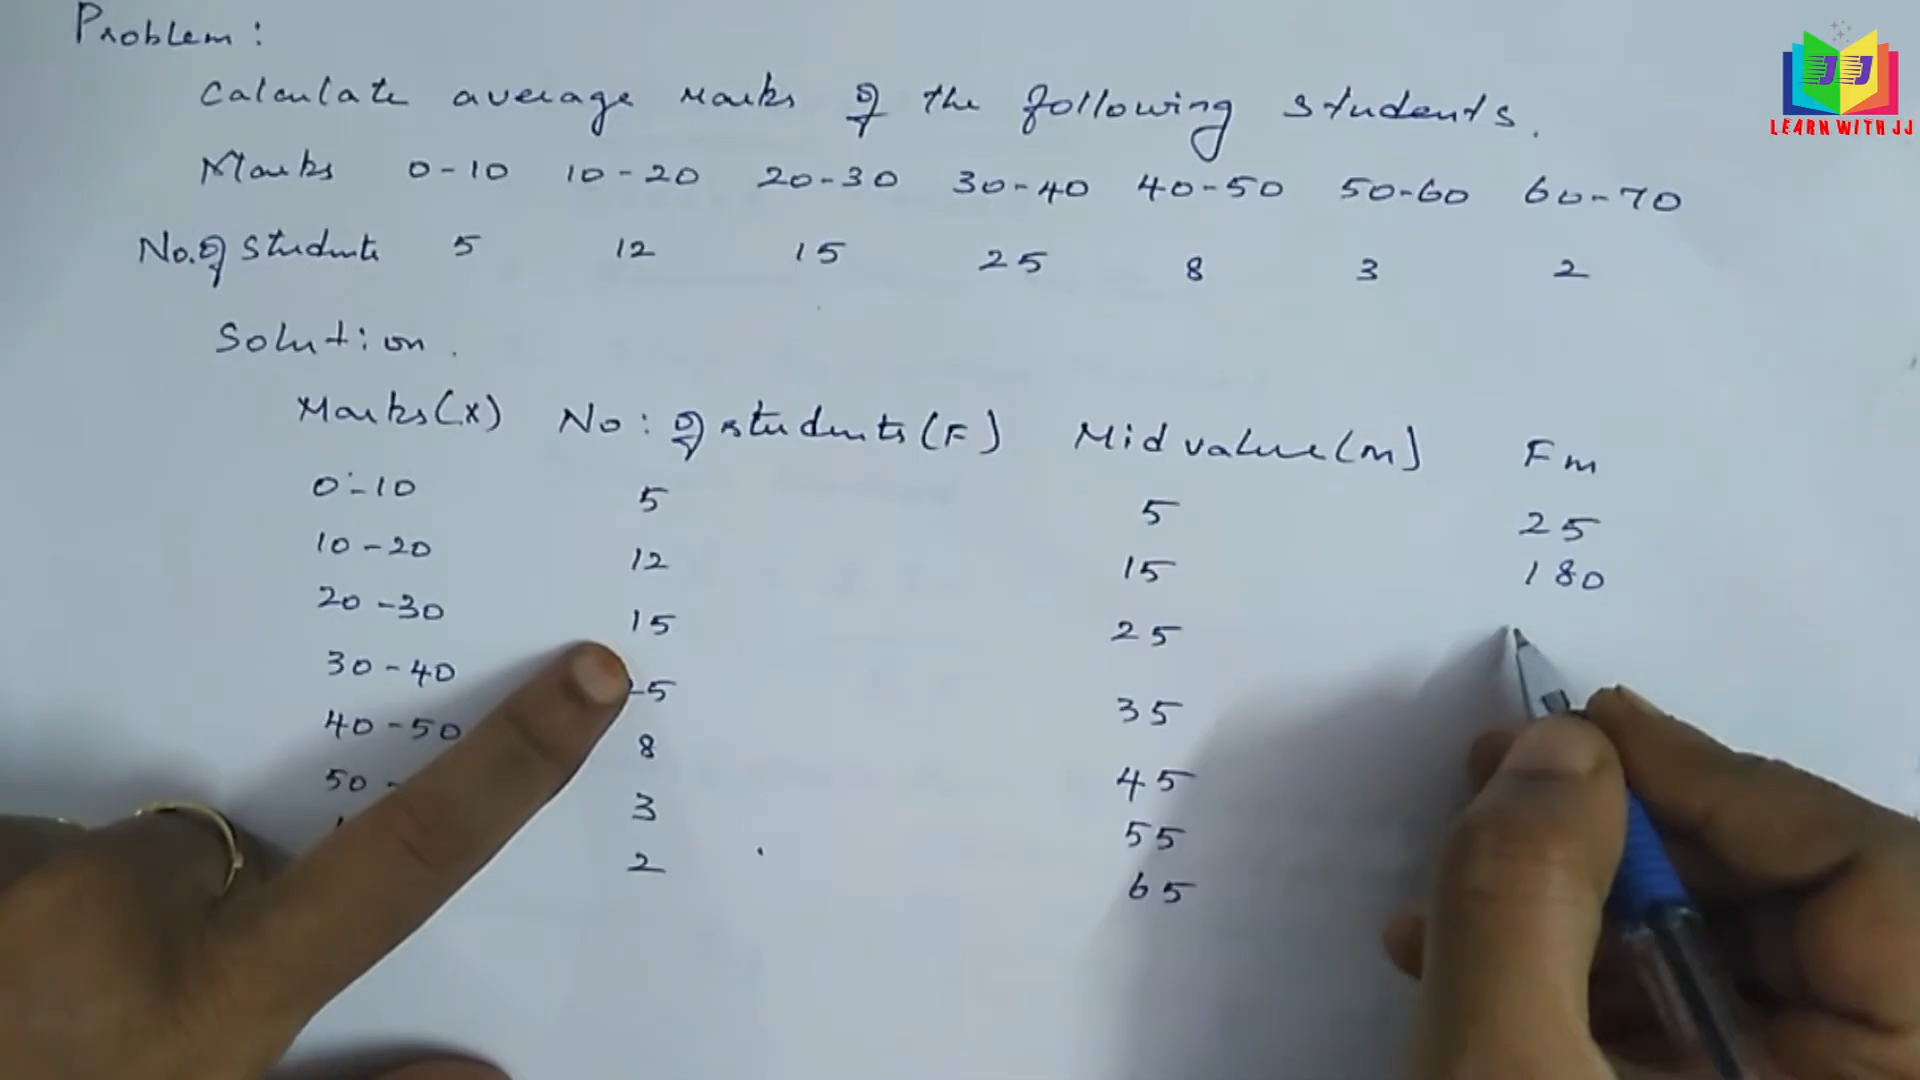 Problem:
Calculate average marks of the following students.
Marks 0-10 10-20 20-30 30-40 40-50 50-60 60-70
No. of students 5 12 15 25 8 3 2
Solution.
Marks(X) No: of students(F) Mid value(m) Fm
0-10 5 5 25
10-20 12 15 180
20-30 15 25
30-40 5 35
40-50 8 45
50- 3 55
2 65
JJ
LEARN WITH JJ